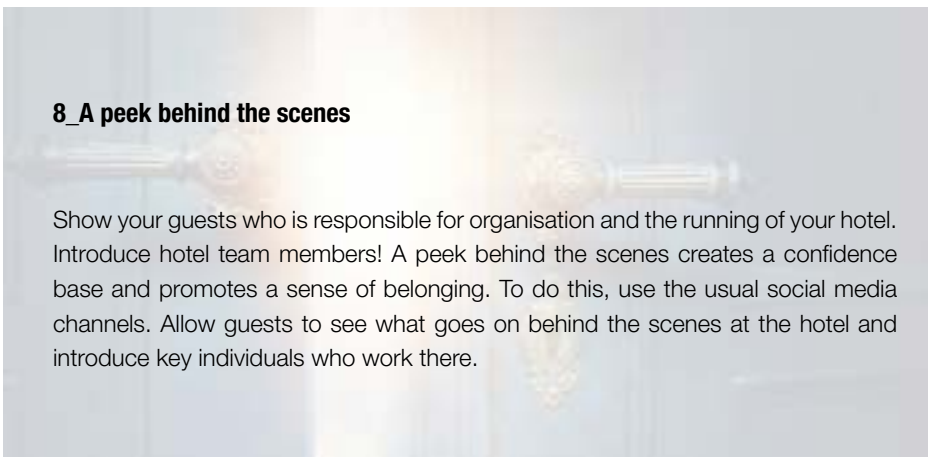 8_A peek behind the scenes
Show your guests who is responsible for organisation and the running of your hotel.
Introduce hotel team members! A peek behind the scenes creates a confidence
base and promotes a sense of belonging. To do this, use the usual social media
channels. Allow guests to see what goes on behind the scenes at the hotel and
introduce key individuals who work there.